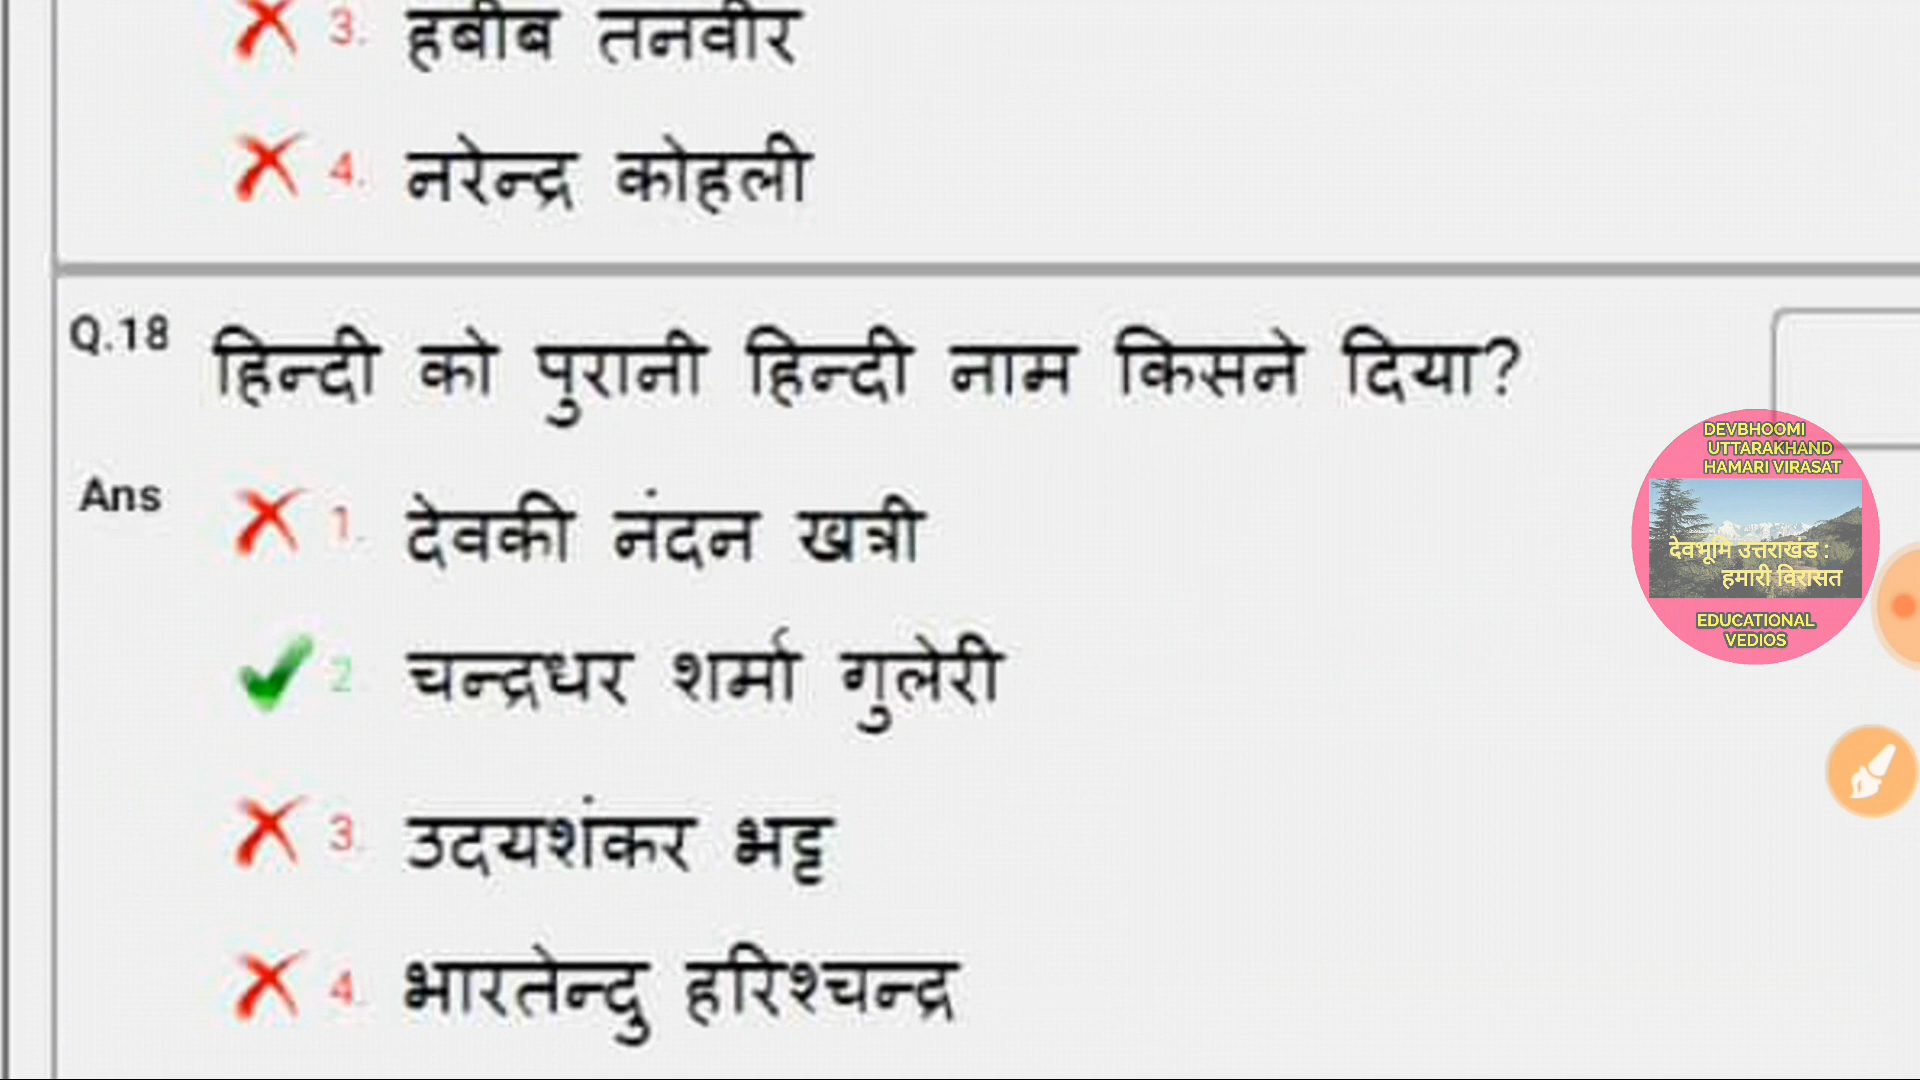 3. हबीब तनवीर
4. नरेन्द्र कोहली
Q.18 हिन्दी को पुरानी हिन्दी नाम किसने दिया?
Ans 1. देवकी नंदन खत्री
2. चन्द्रधर शर्मा गुलेरी
3. उदयशंकर भट्ट
4. भारतेन्दु हरिश्चन्द्र
DEVBHOOMI
UTTARAKHAND
HAMARI VIRASAT
देवभूमि उत्तराखंड :
हमारी विरासत
EDUCATIONAL
VEDIOS